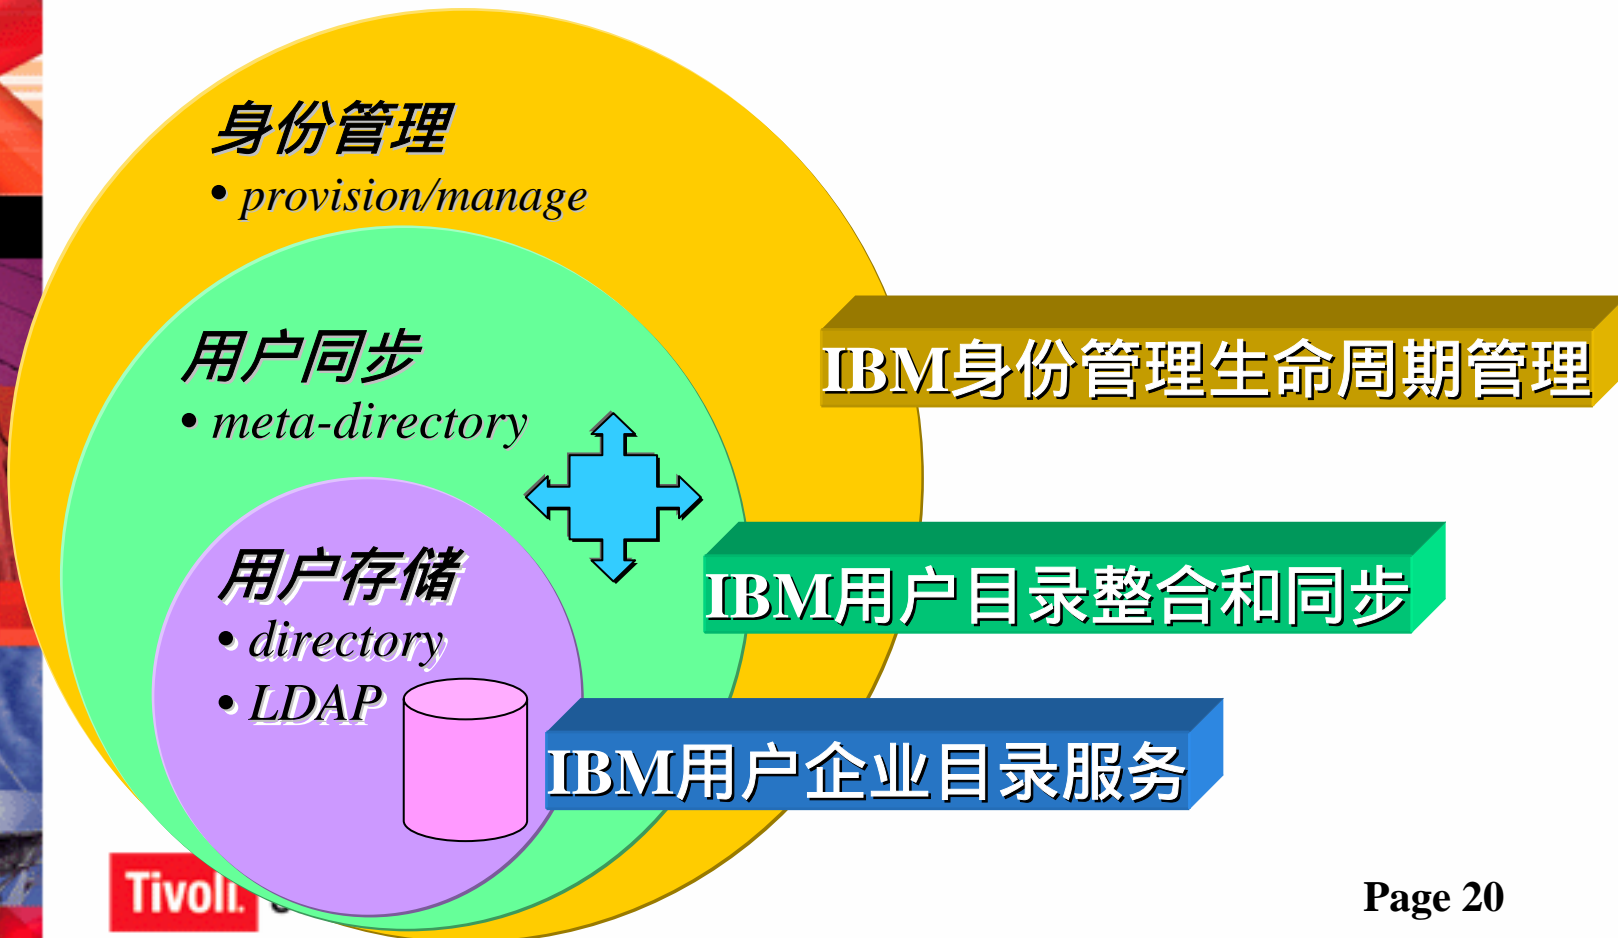 身份管理
• provision/manage
用户同步
• meta-directory
IBM身份管理生命周期管理
用户存储
• directory
• LDAP
IBM用户目录整合和同步
IBM用户企业目录服务
Tivoli.
Page 20